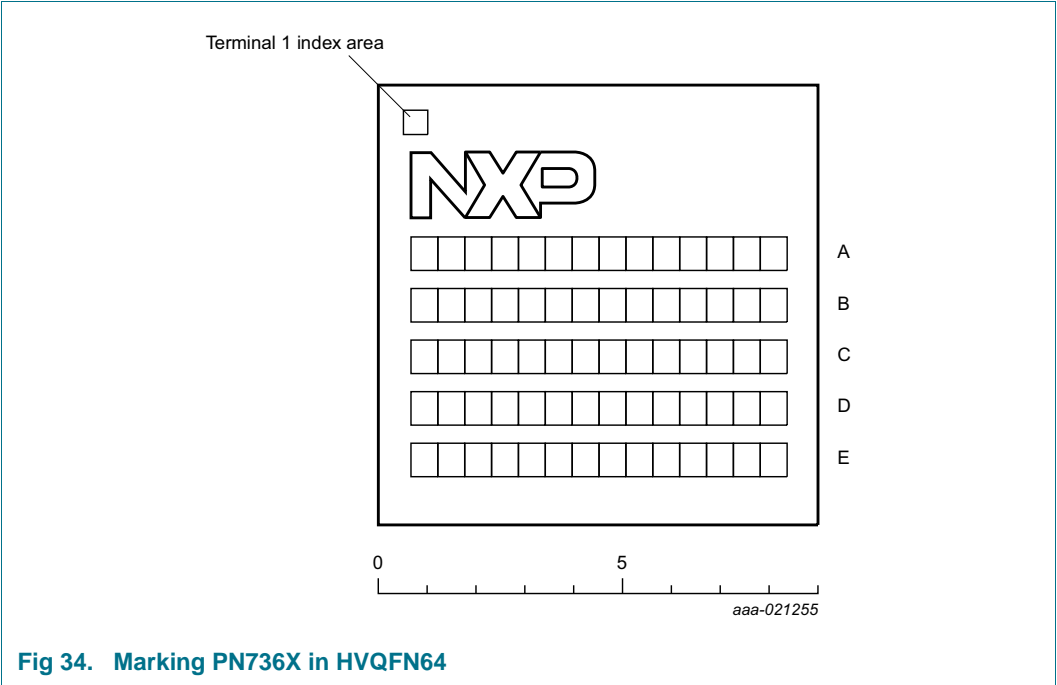 Terminal 1 index area
NXP
A
B
C
D
E
0 5
aaa-021255
Fig 34. Marking PN736X in HVQFN64